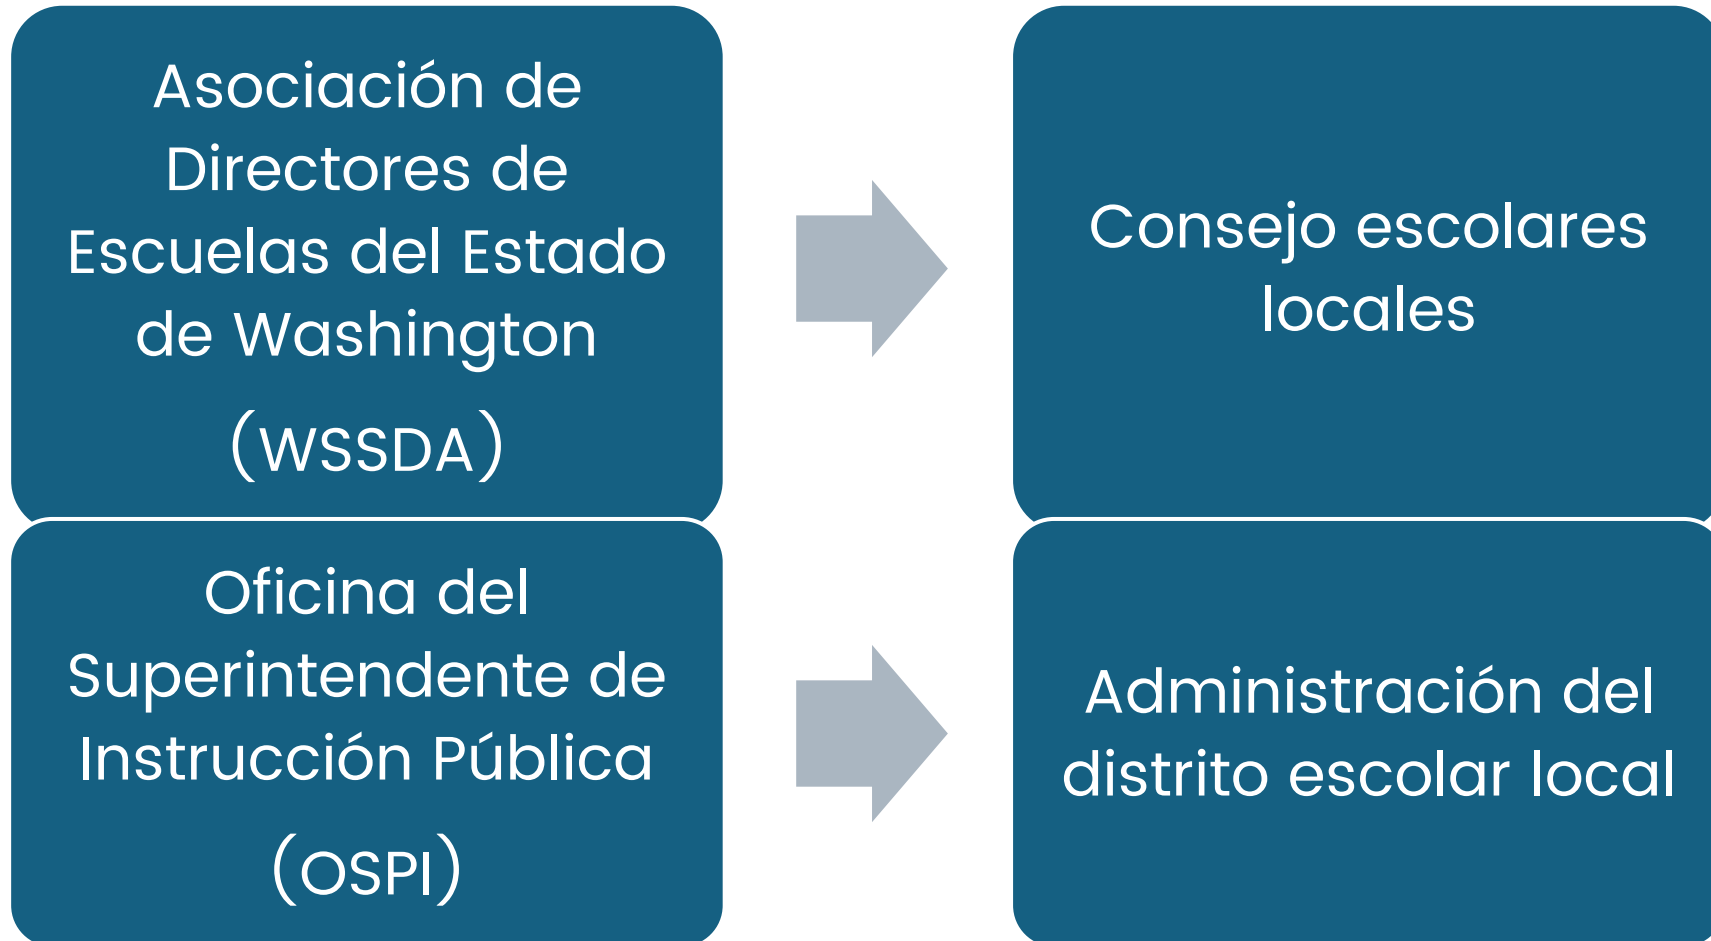 Asociación de
Directores de
Escuelas del Estado
de Washington
(WSSDA)
Consejo escolares
locales
Oficina del
Superintendente de
Instrucción Pública
(OSPI)
Administración del
distrito escolar local